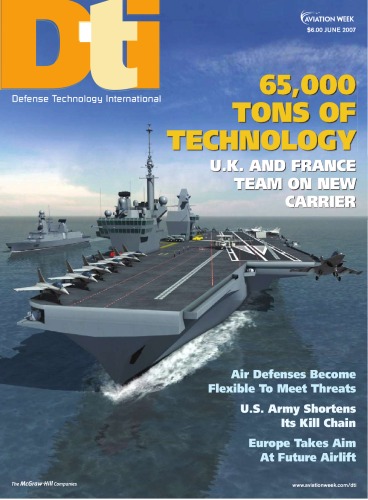 Dti
Defense Technology International
AVIATION WEEK
$6.00 JUNE 2007
65,000
TONS OF
TECHNOLOGY
U.K. AND FRANCE
TEAM ON NEW
CARRIER
Air Defenses Become
Flexible To Meet Threats
U.S. Army Shortens
Its Kill Chain
Europe Takes Aim
At Future Airlift
The McGraw·Hill Companies
www.aviationweek.com/dti